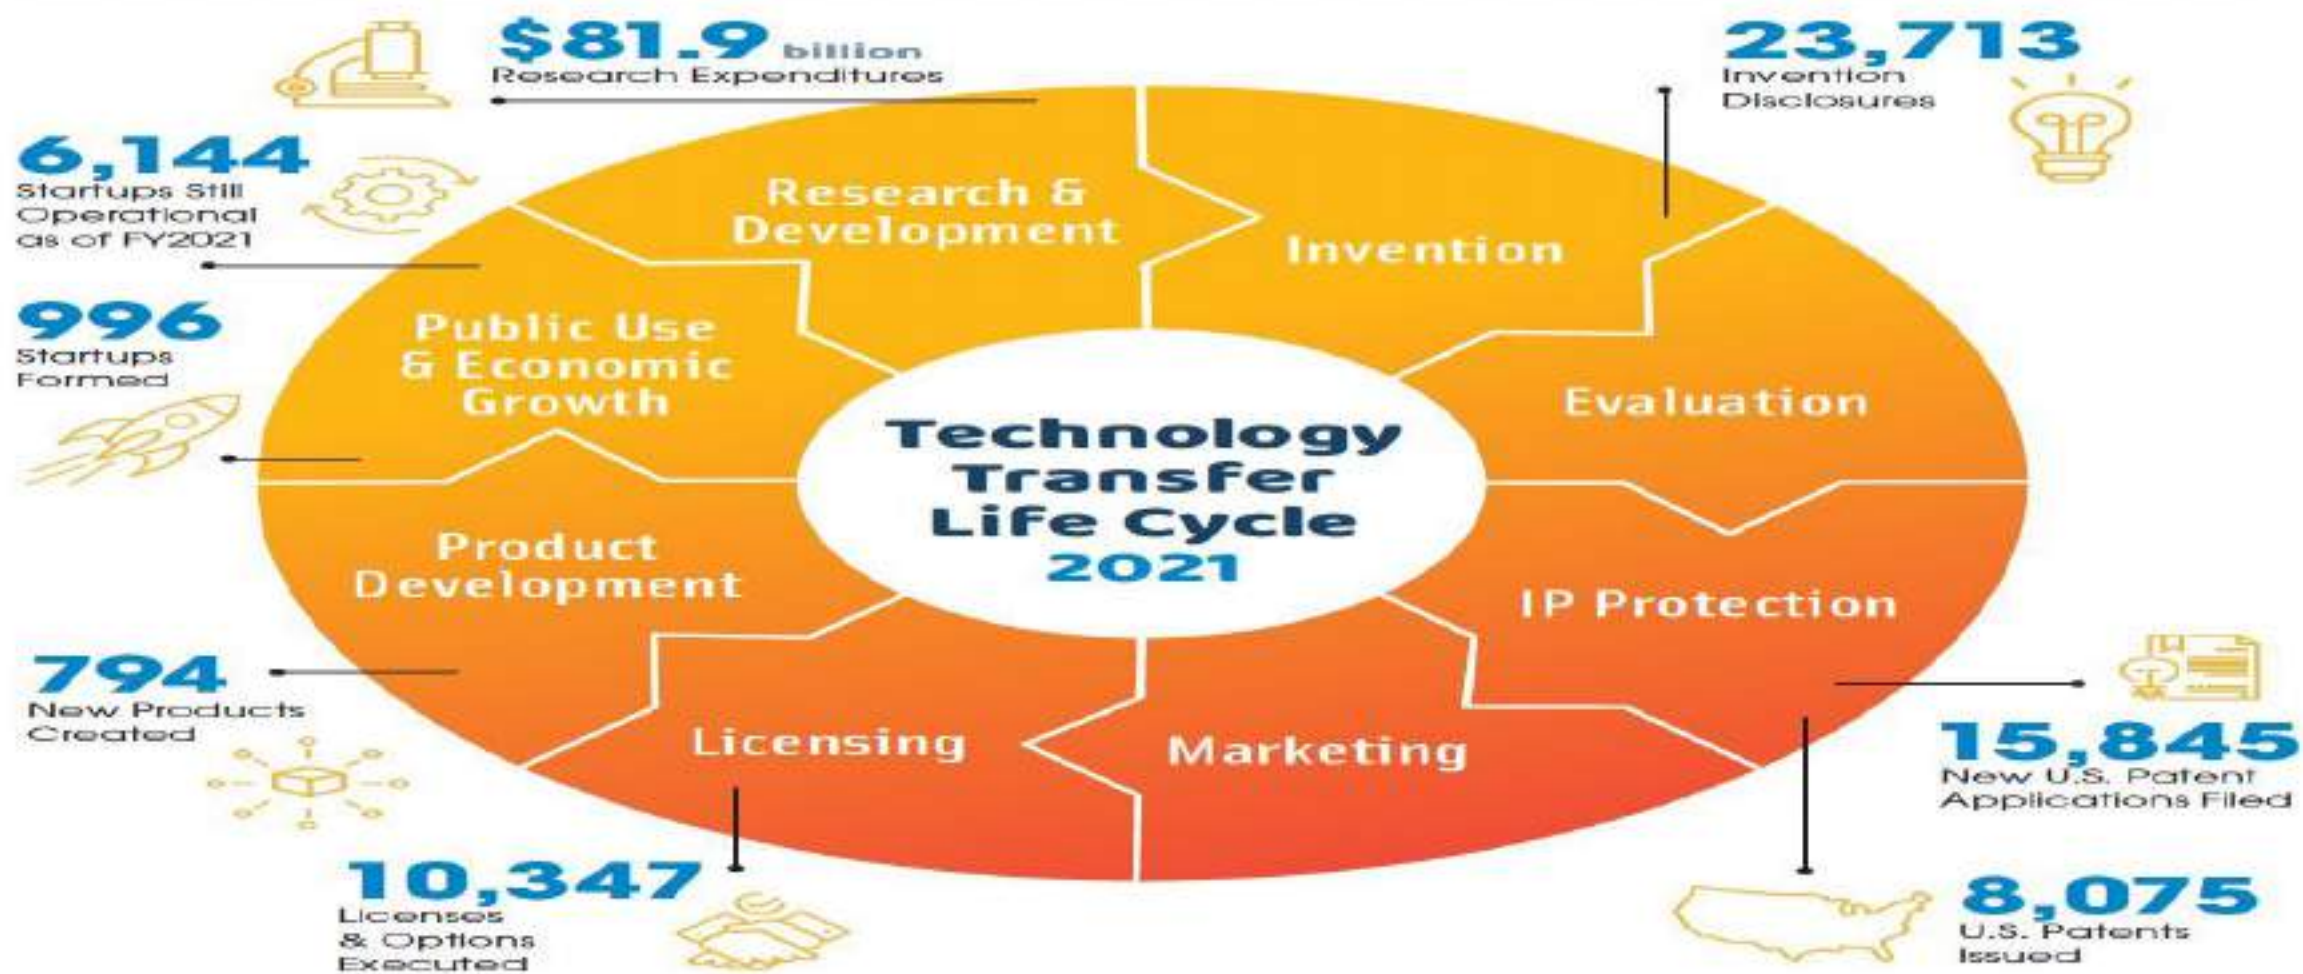 $81.9 billion
Research Expenditures
23,713
Invention
Disclosures
6,144
Startups Still
Operational
as of FY2021
996
Startups
Formed
Research &
Development
Invention
Public Use
& Economic
Growth
Evaluation
Technology
Transfer
Life Cycle
2021
Product
Development
IP Protection
794
New Products
Created
Licensing
Marketing
15,845
New U.S. Patent
Applications Filed
10,347
Licenses
& Options
Executed
8,075
U.S. Patents
Issued